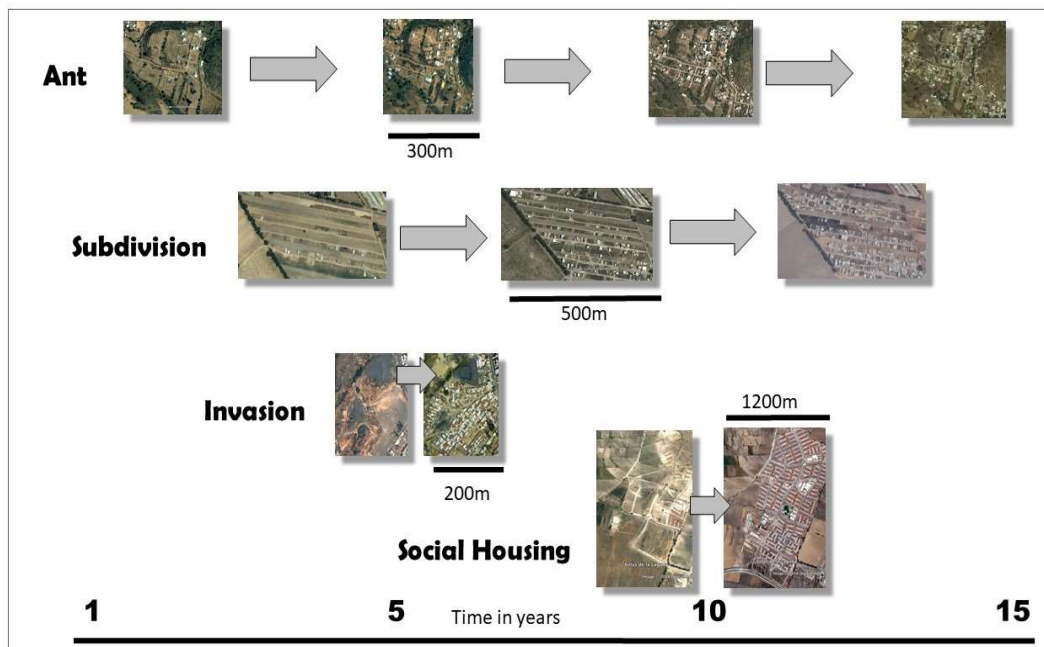 Ant
300m
Subdivision
500m
Invasion
200m
1200m
Social Housing
1 5 Time in years 10 15